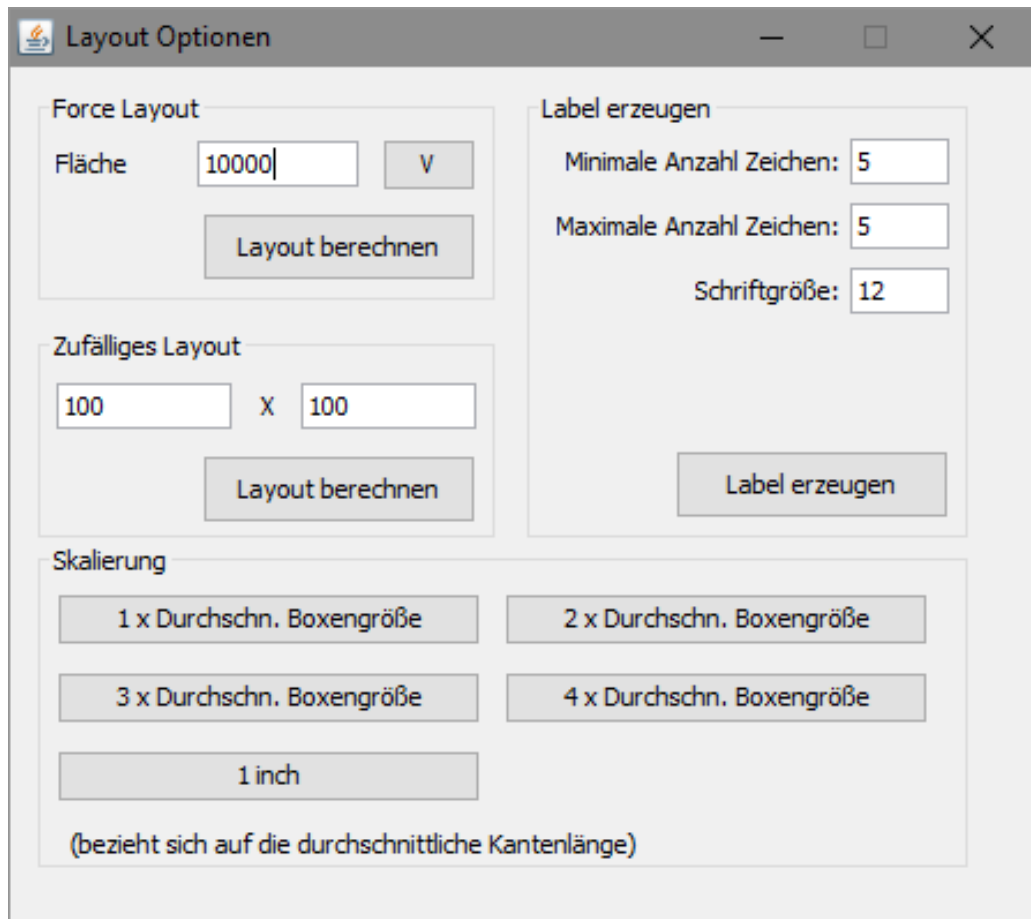 Layout Optionen
Force Layout
Fläche 10000 V
Layout berechnen
Zufälliges Layout
100 X 100
Layout berechnen
Label erzeugen
Minimale Anzahl Zeichen: 5
Maximale Anzahl Zeichen: 5
Schriftgröße: 12
Label erzeugen
Skalierung
1 x Durchschn. Boxengröße 2 x Durchschn. Boxengröße
3 x Durchschn. Boxengröße 4 x Durchschn. Boxengröße
1 inch
(bezieht sich auf die durchschnittliche Kantenlänge)